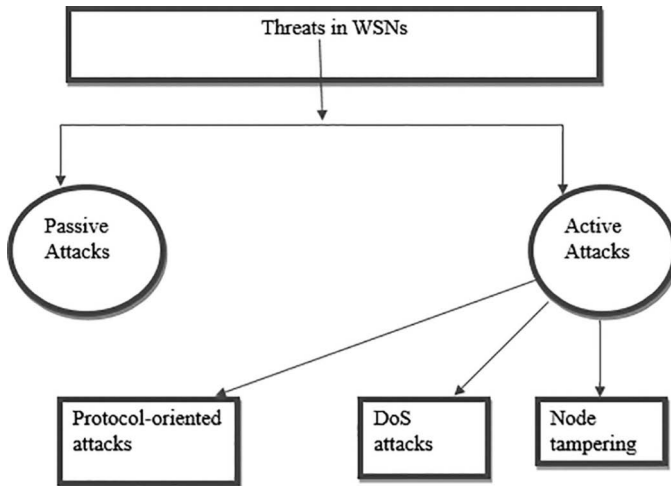 Threats in WSNs
Passive
Attacks
Active
Attacks
Protocol-oriented
attacks
DoS
attacks
Node
tampering